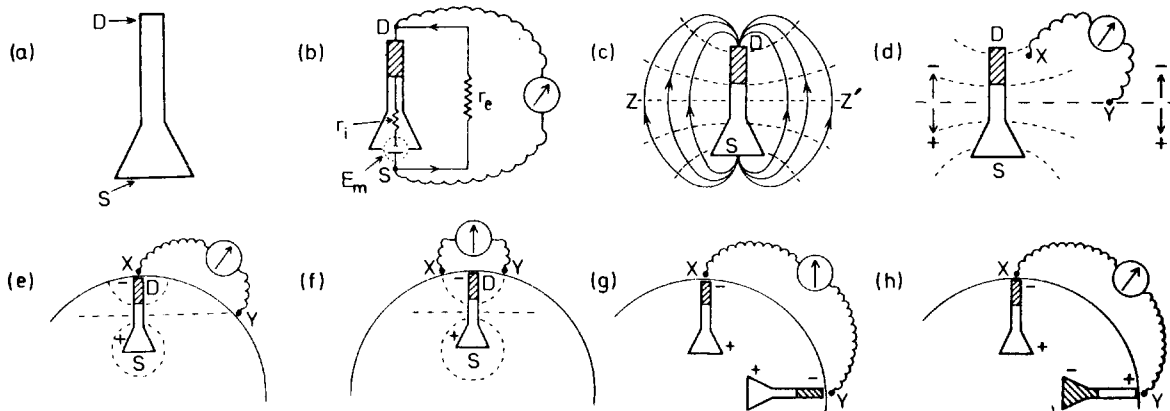 (a)
D
S
(b)
D
r_i
r_e
E_m
S
(c)
D
Z
Z′
S
(d)
D
X
Y
−
+
−
+
S
(e)
X
−
D
Y
+
S
(f)
X
Y
−
D
+
S
(g)
X
−
+
+
−
Y
(h)
X
−
+
−
+
Y